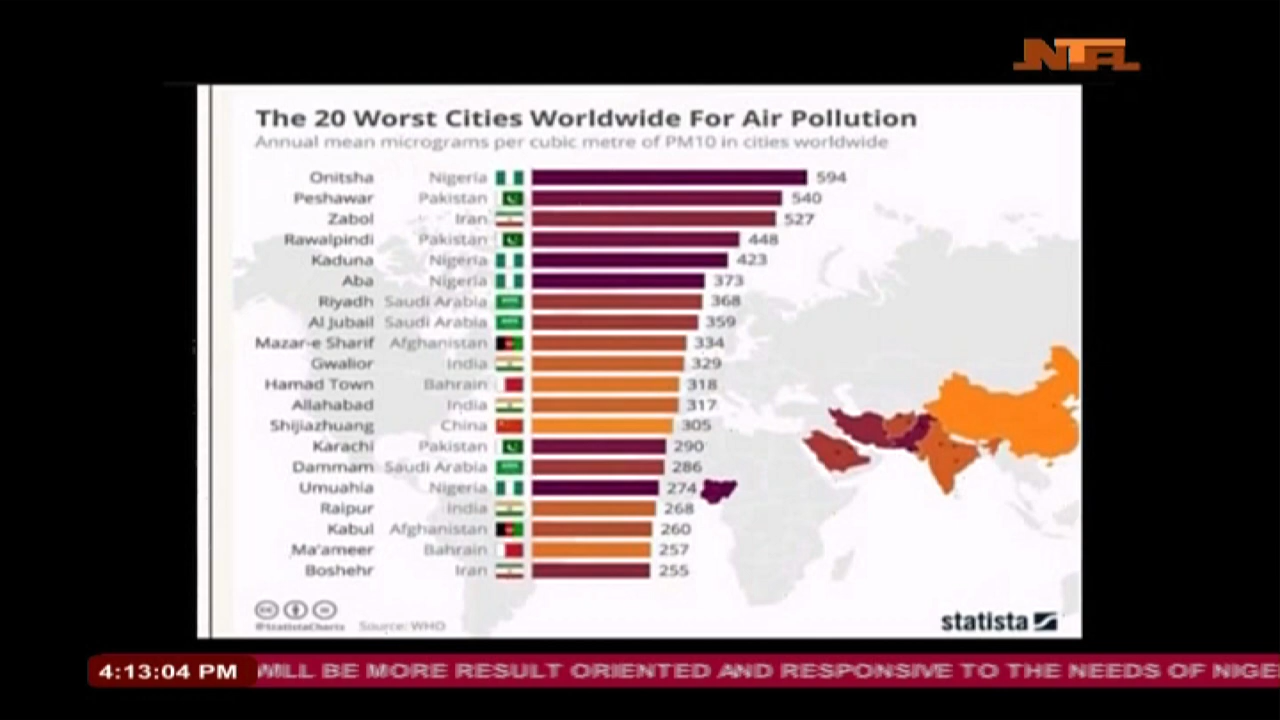 NTA
The 20 Worst Cities Worldwide For Air Pollution
Annual mean micrograms per cubic metre of PM10 in cities worldwide
Onitsha Nigeria 594
Peshawar Pakistan 540
Zabol Iran 527
Rawalpindi Pakistan 448
Kaduna Nigeria 423
Aba Nigeria 373
Riyadh Saudi Arabia 368
Al Jubail Saudi Arabia 359
Mazar-e Sharif Afghanistan 334
Gwalior India 329
Hamad Town Bahrain 318
Allahabad India 317
Shijiazhuang China 305
Karachi Pakistan 290
Dammam Saudi Arabia 286
Umuahia Nigeria 274
Raipur India 268
Kabul Afghanistan 260
Ma'ameer Bahrain 257
Boshehr Iran 255
@StatistaCharts Source: WHO
statista
4:13:04 PM WILL BE MORE RESULT ORIENTED AND RESPONSIVE TO THE NEEDS OF NIGE